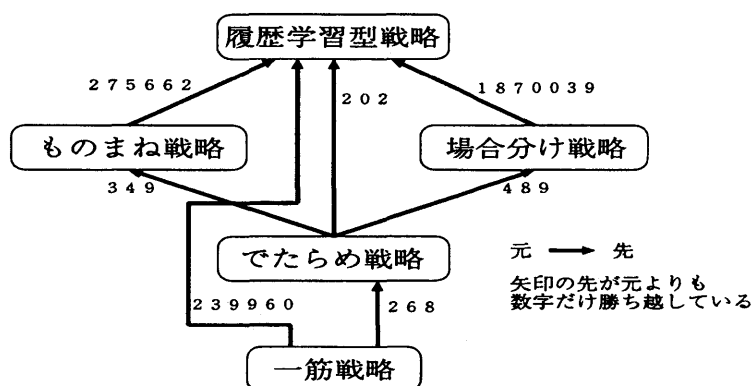 履歴学習型戦略
275662
1870039
202
ものまね戦略
場合分け戦略
349
489
でたらめ戦略
元 → 先
矢印の先が元よりも
数字だけ勝ち越している
239960
268
一筋戦略